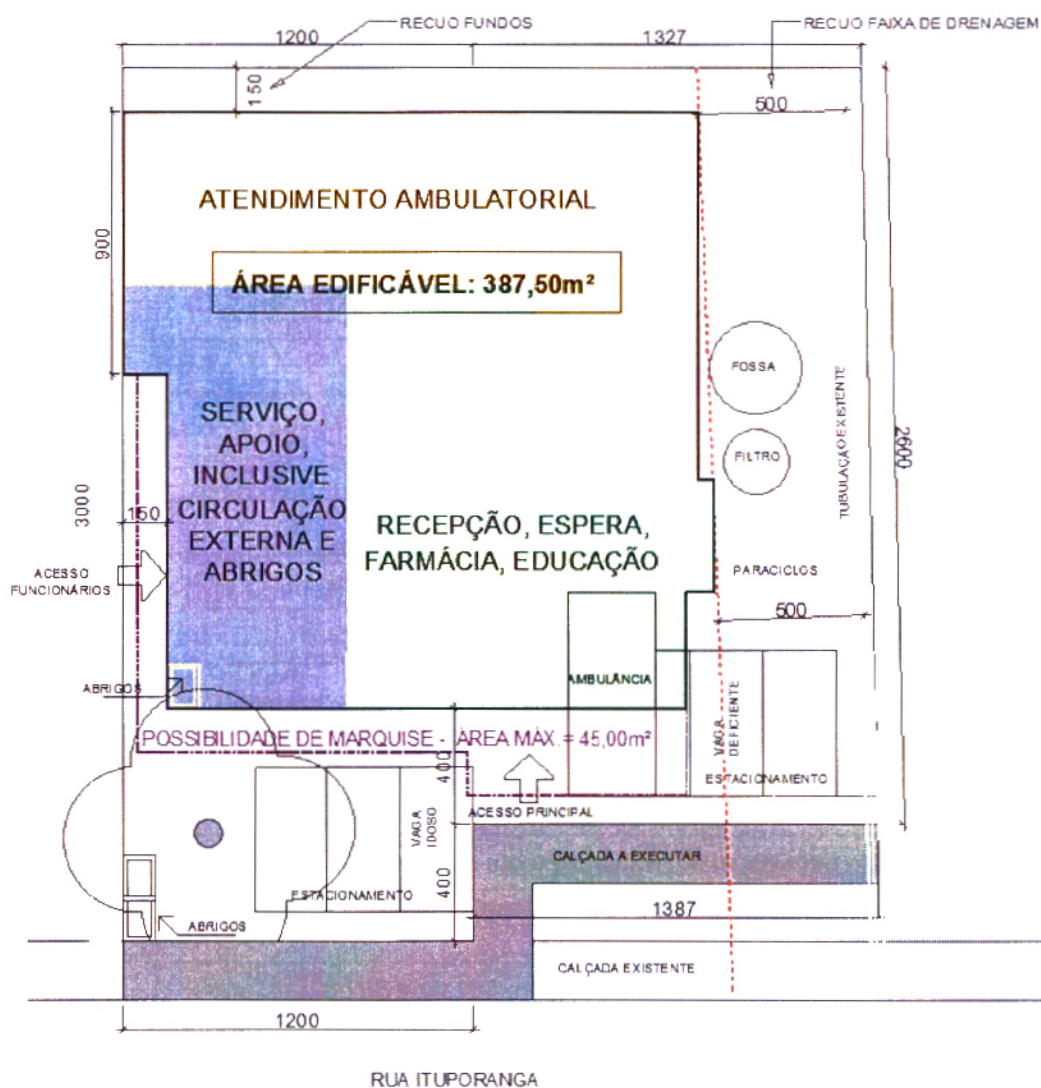 RECUO FUNDOS
RECUO FAIXA DE DRENAGEM
1200
1327
150
500
ATENDIMENTO AMBULATORIAL
900
ÁREA EDIFICÁVEL: 387,50m²
FOSSA
SERVIÇO,
APOIO,
INCLUSIVE
CIRCULAÇÃO
EXTERNA E
ABRIGOS
FILTRO
TUBULAÇÃO EXISTENTE
2600
3000
150
RECEPÇÃO, ESPERA,
FARMÁCIA, EDUCAÇÃO
ACESSO
FUNCIONÁRIOS
PARACICLOS
500
ABRIGOS
AMBULÂNCIA
VAGA
DEFICIENTE
POSSIBILIDADE DE MARQUISE - ÁREA MÁX. = 45,00m²
400
ESTACIONAMENTO
ACESSO PRINCIPAL
VAGA
IDOSO
CALÇADA A EXECUTAR
400
ESTACIONAMENTO
1387
ABRIGOS
CALÇADA EXISTENTE
1200
RUA ITUPORANGA